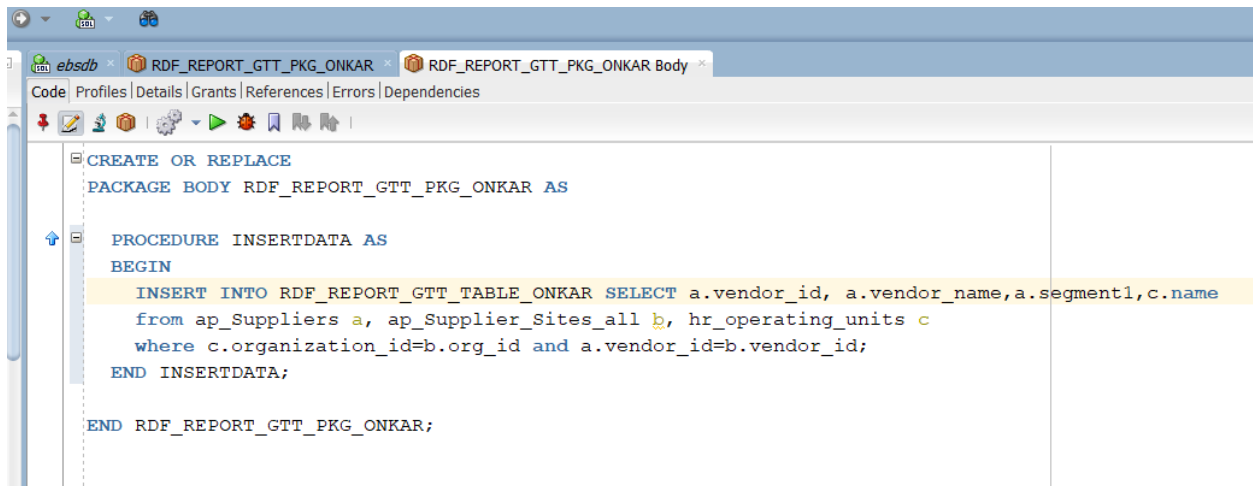 SQL
SQL ebsdb × RDF_REPORT_GTT_PKG_ONKAR × RDF_REPORT_GTT_PKG_ONKAR Body ×
Code Profiles|Details|Grants|References|Errors|Dependencies
CREATE OR REPLACE
PACKAGE BODY RDF_REPORT_GTT_PKG_ONKAR AS
PROCEDURE INSERTDATA AS
BEGIN
INSERT INTO RDF_REPORT_GTT_TABLE_ONKAR SELECT a.vendor_id, a.vendor_name,a.segment1,c.name
from ap_Suppliers a, ap_Supplier_Sites_all b, hr_operating_units c
where c.organization_id=b.org_id and a.vendor_id=b.vendor_id;
END INSERTDATA;
END RDF_REPORT_GTT_PKG_ONKAR;